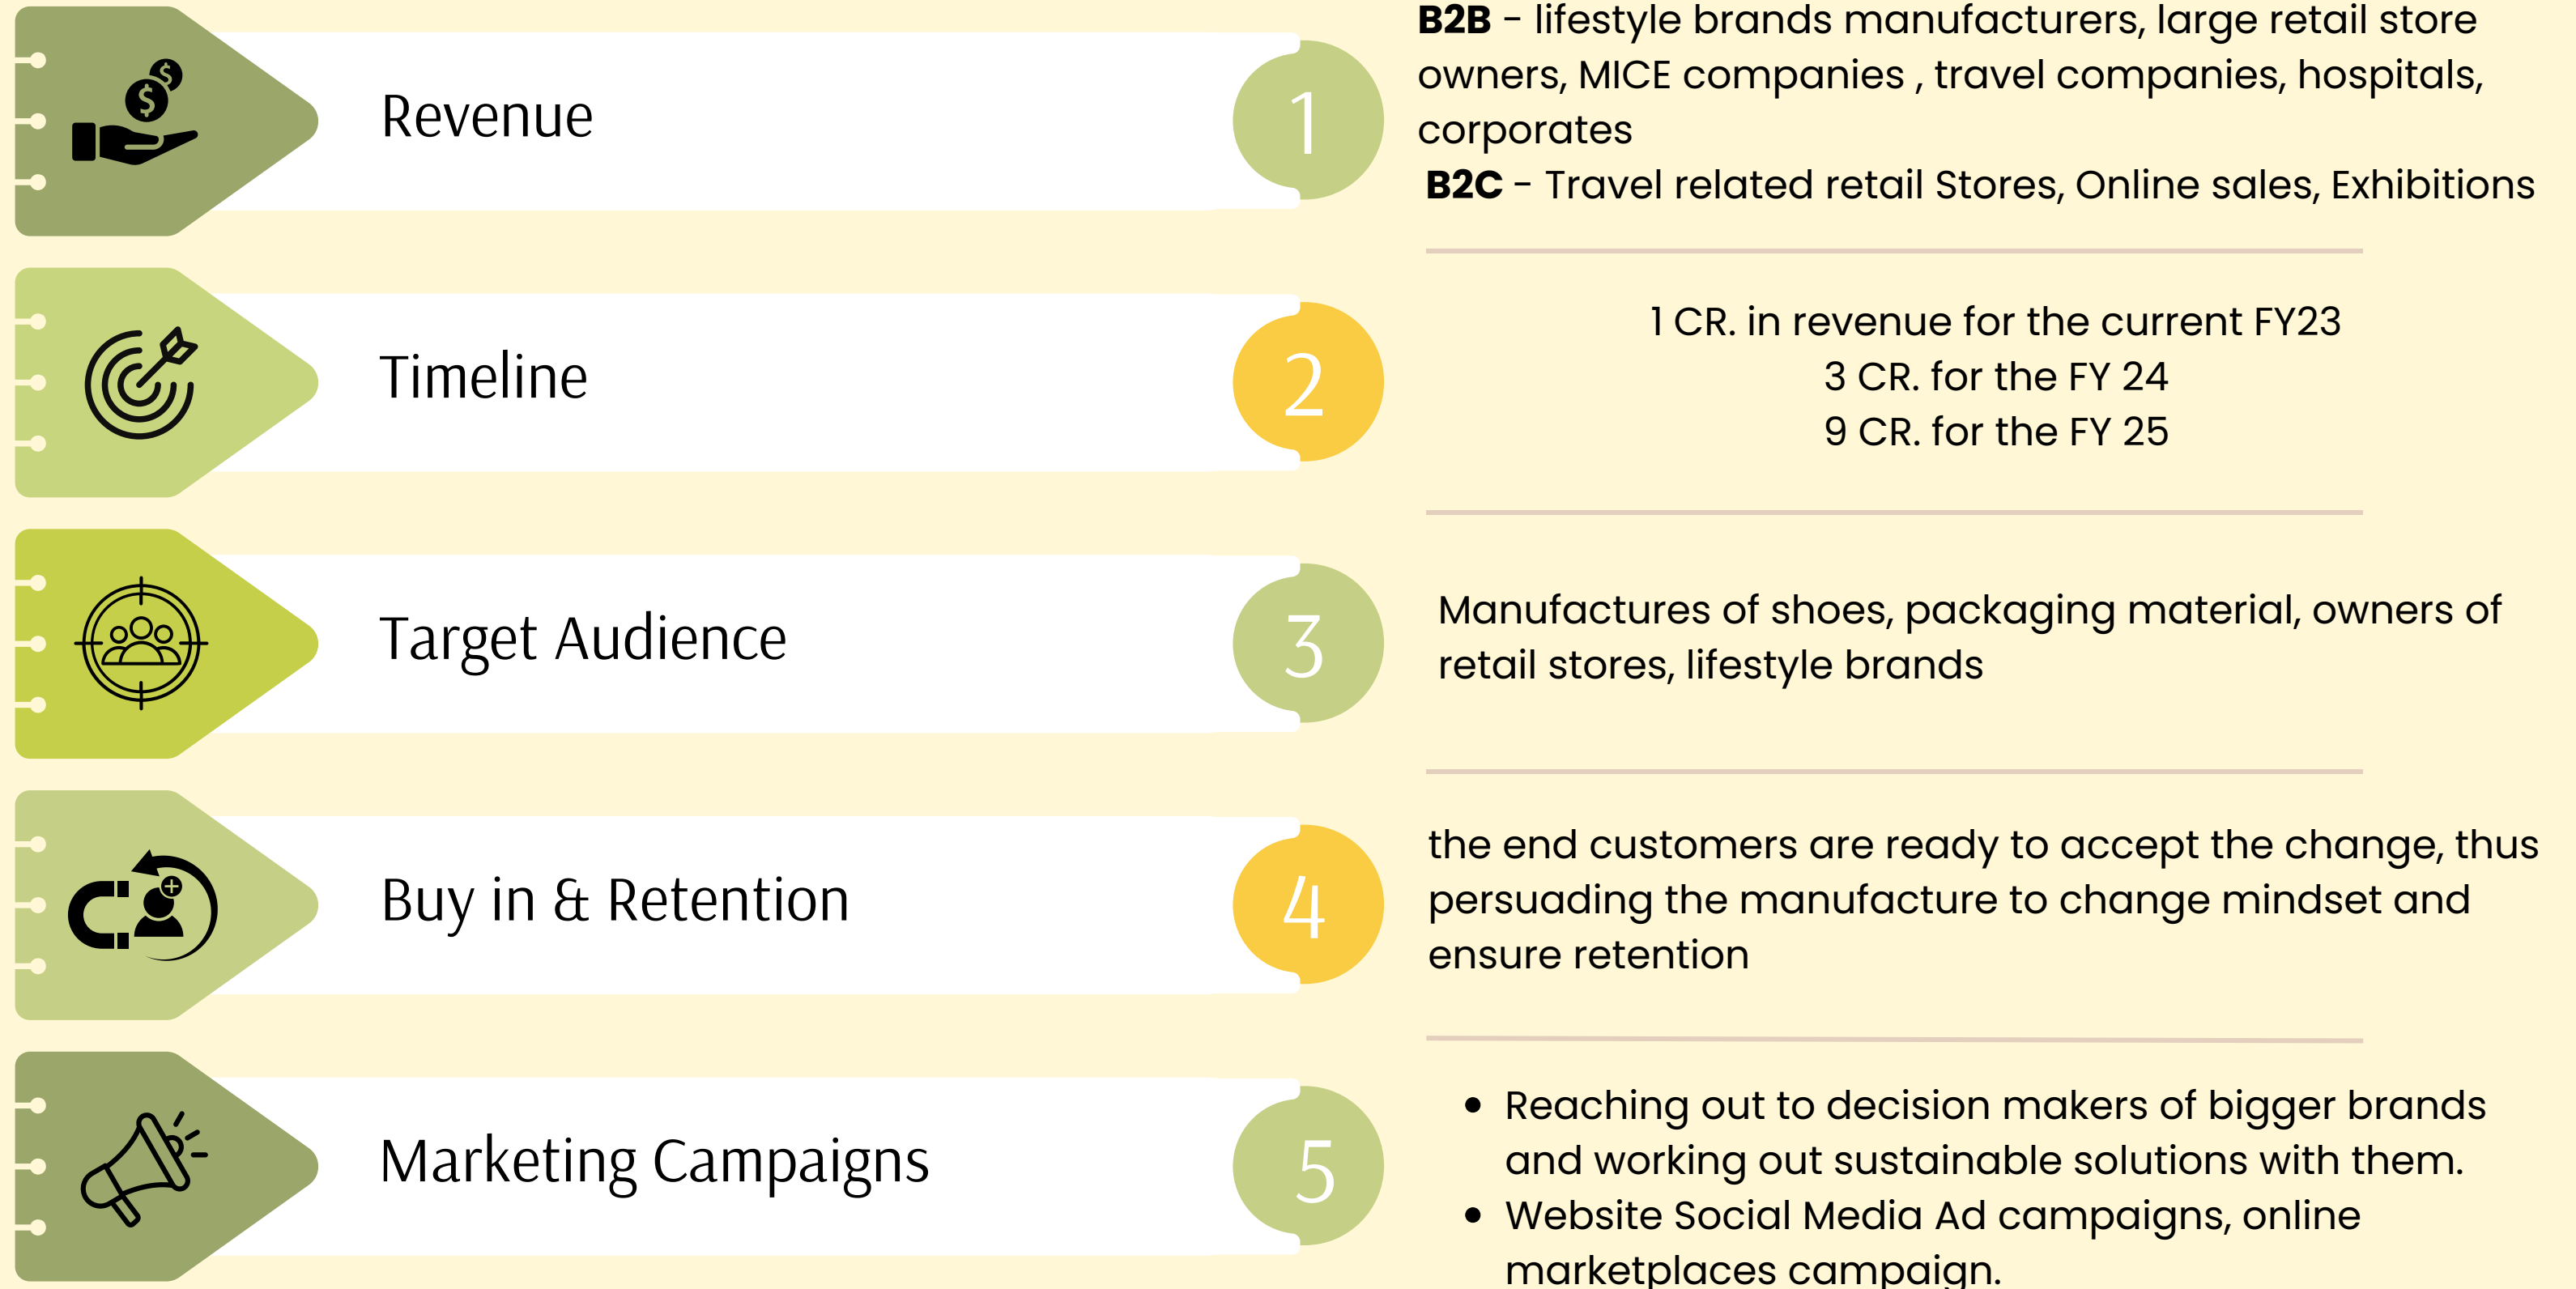 Revenue
1
B2B - lifestyle brands manufacturers, large retail store
owners, MICE companies , travel companies, hospitals,
corporates
B2C - Travel related retail Stores, Online sales, Exhibitions
Timeline
2
1 CR. in revenue for the current FY23
3 CR. for the FY 24
9 CR. for the FY 25
Target Audience
3
Manufactures of shoes, packaging material, owners of
retail stores, lifestyle brands
Buy in & Retention
4
the end customers are ready to accept the change, thus
persuading the manufacture to change mindset and
ensure retention
Marketing Campaigns
5
• Reaching out to decision makers of bigger brands
and working out sustainable solutions with them.
• Website Social Media Ad campaigns, online
marketplaces campaign.